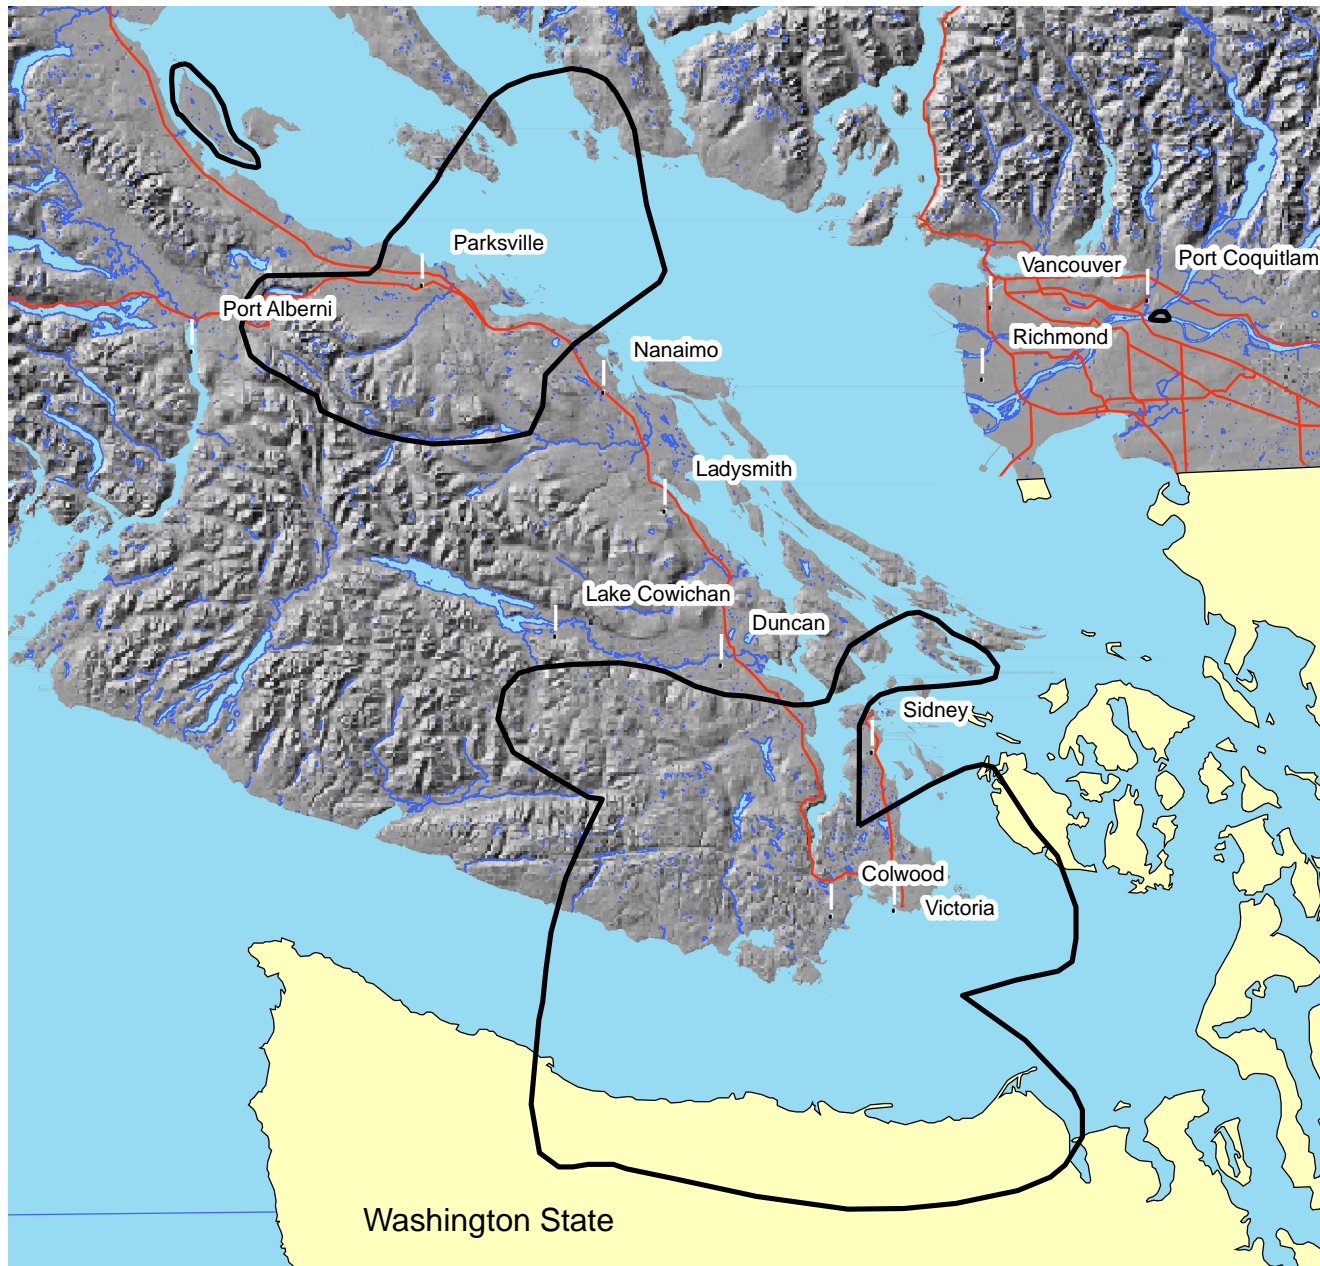 Parksville
Vancouver
Port Coquitlam
Port Alberni
Richmond
Nanaimo
Ladysmith
Lake Cowichan
Duncan
Sidney
Colwood
Victoria
Washington State